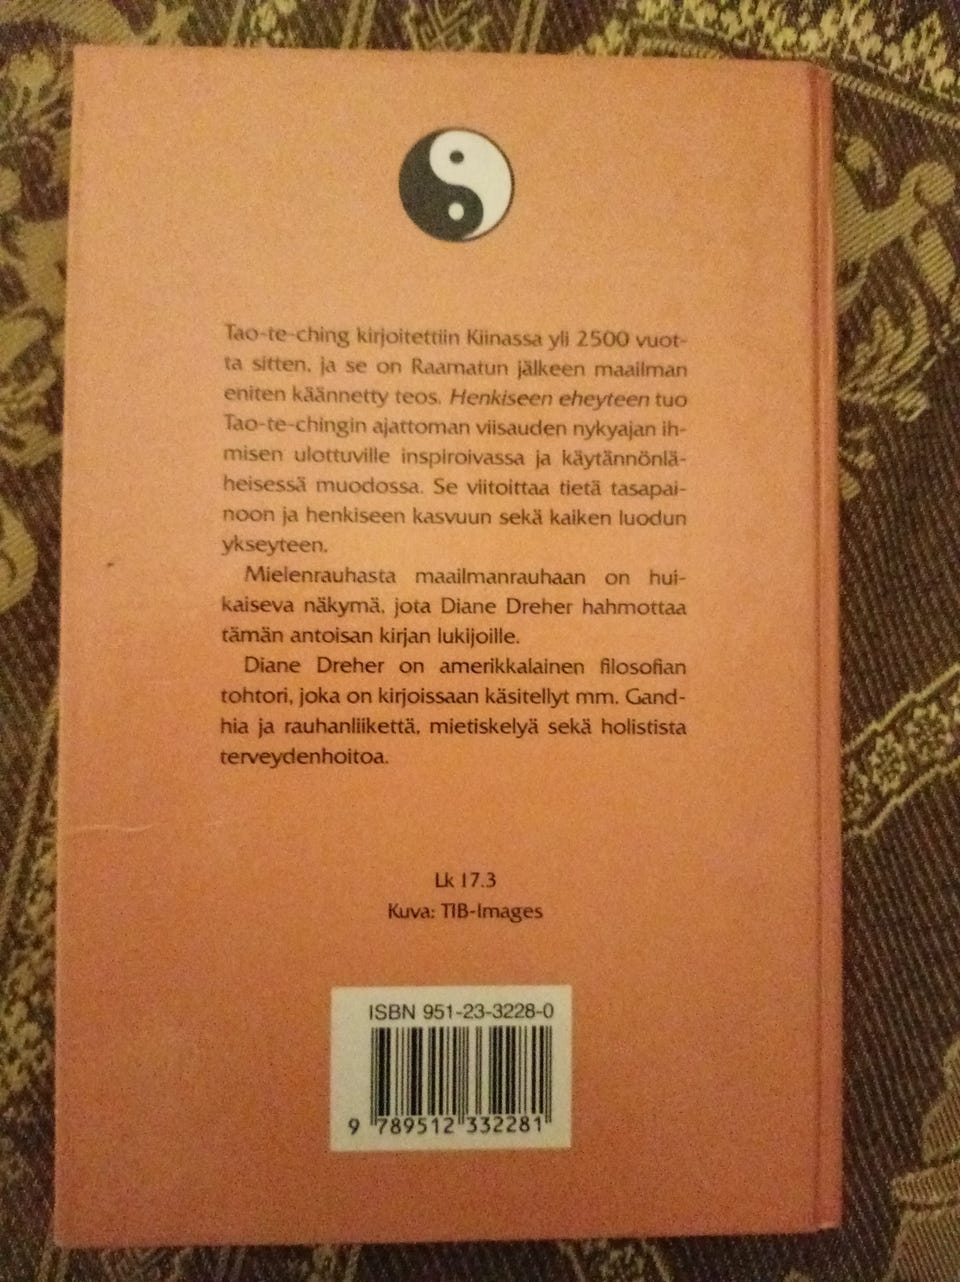 Tao-te-ching kirjoitettiin Kiinassa yli 2500 vuot-
ta sitten, ja se on Raamatun jälkeen maailman
eniten käännetty teos. Henkiseen eheyteen tuo
Tao-te-chingin ajattoman viisauden nykyajan ih-
misen ulottuville inspiroivassa ja käytännönlä-
heisessä muodossa. Se viitoittaa tietä tasapai-
noon ja henkiseen kasvuun sekä kaiken luodun
ykseyteen.
Mielenrauhasta maailmanrauhaan on hui-
kaiseva näkymä, jota Diane Dreher hahmottaa
tämän antoisan kirjan lukijoille.
Diane Dreher on amerikkalainen filosofian
tohtori, joka on kirjoissaan käsitellyt mm. Gand-
hia ja rauhanliikettä, mietiskelyä sekä holistista
terveydenhoitoa.
Lk 17.3
Kuva: TIB-Images
ISBN 951-23-3228-0
9 789512 332281